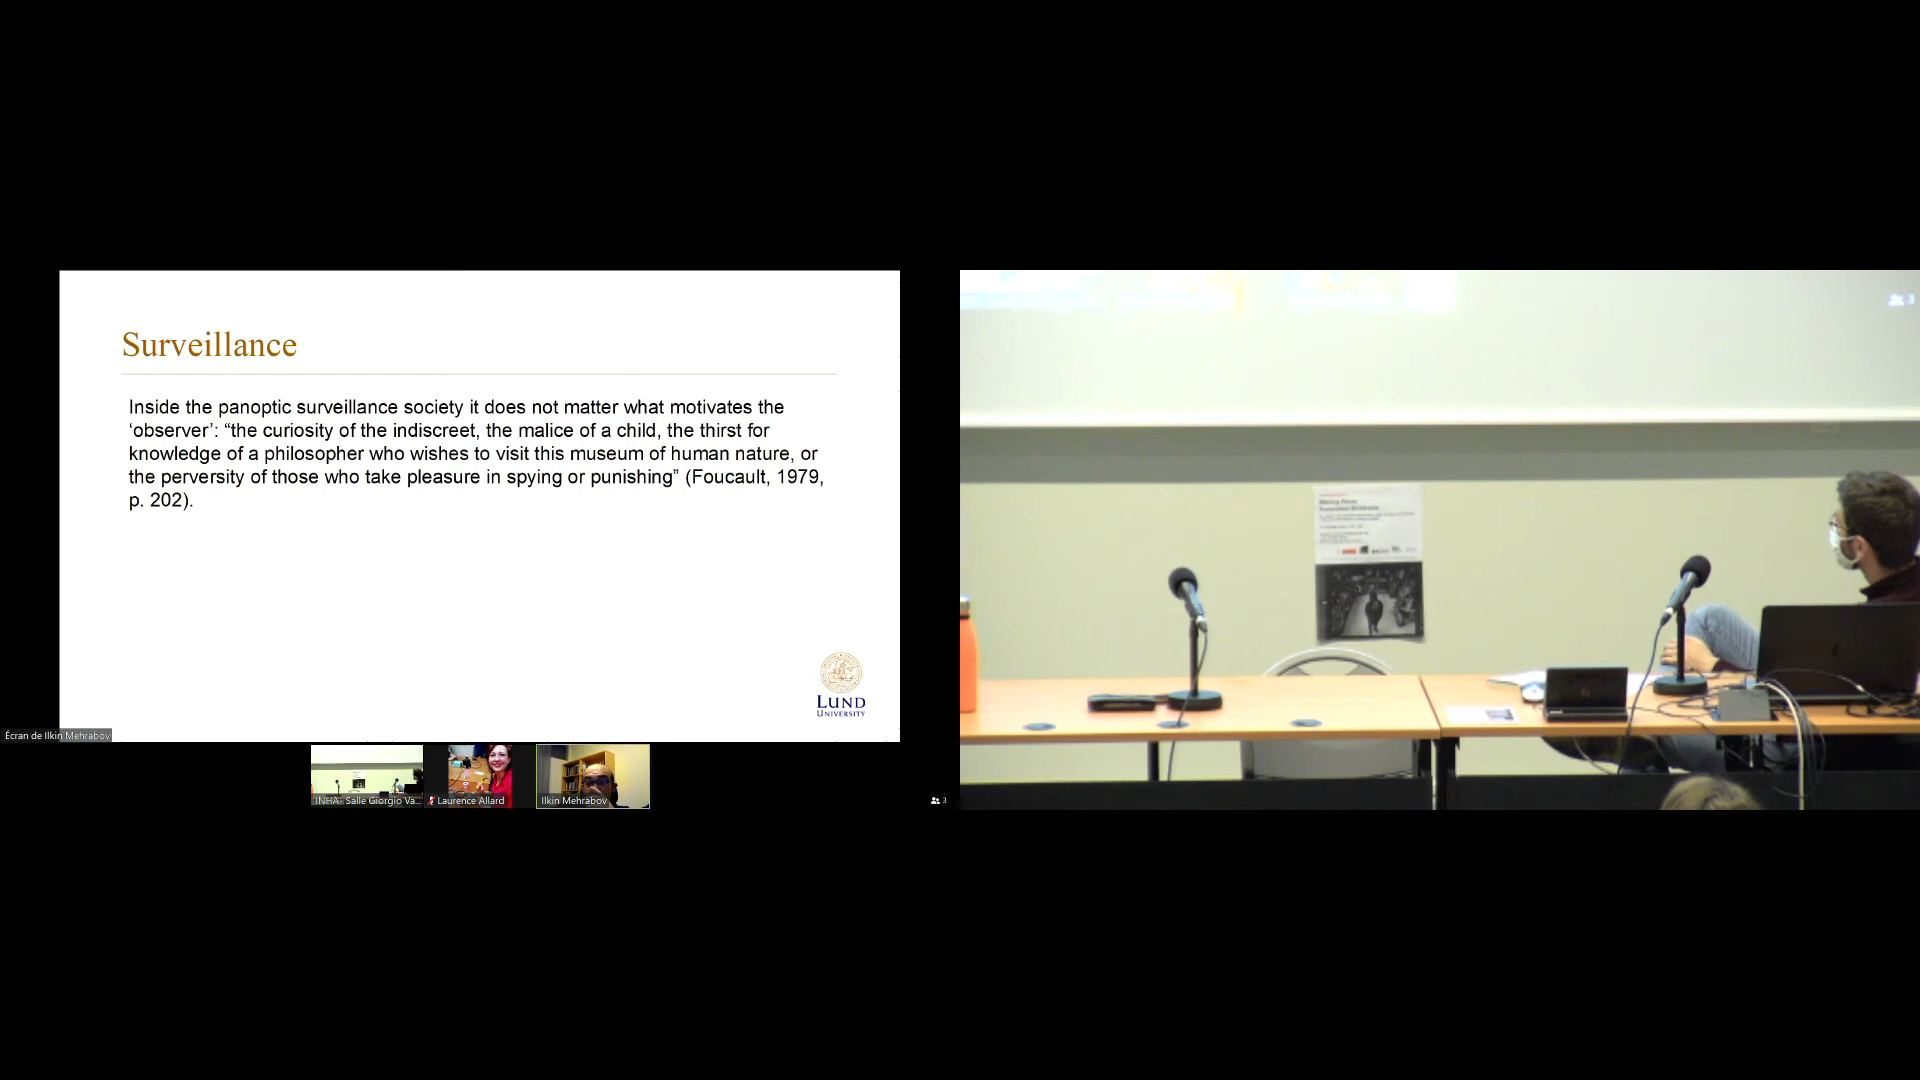 Surveillance
Inside the panoptic surveillance society it does not matter what motivates the
‘observer’: “the curiosity of the indiscreet, the malice of a child, the thirst for
knowledge of a philosopher who wishes to visit this museum of human nature, or
the perversity of those who take pleasure in spying or punishing” (Foucault, 1979,
p. 202).
LUND
UNIVERSITY
Écran de Ilkin Mehrabov
INHA- Salle Giorgio Va...
Laurence Allard
Ilkin Mehrabov
3
3